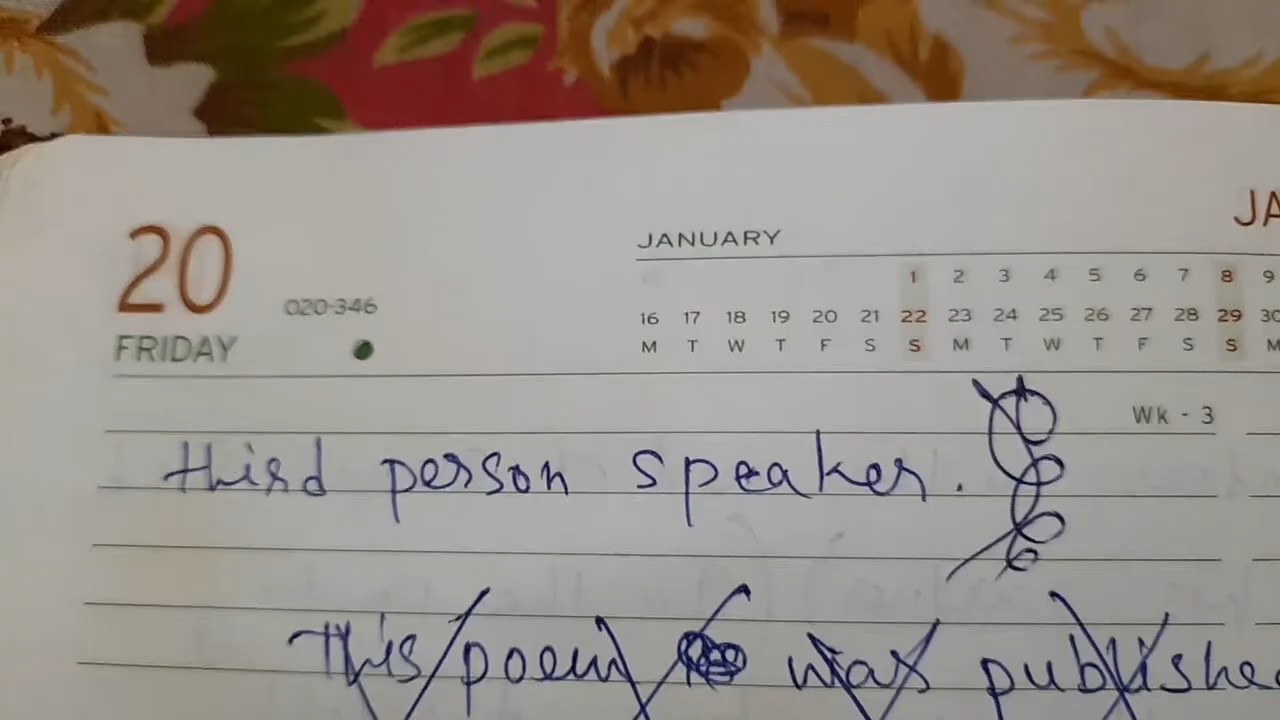 JA
20
020-346
FRIDAY
JANUARY
1 2 3 4 5 6 7 8 9
16 17 18 19 20 21 22 23 24 25 26 27 28 29 30
M T W T F S S M T W T F S S M
Wk - 3
third person speaker.
This poem was publishe